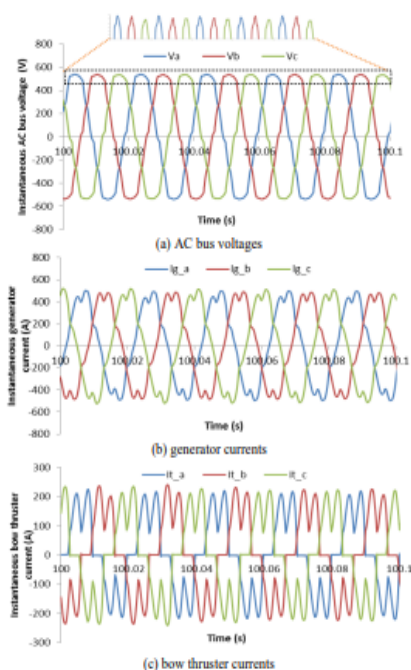 800
600
400
200
0
-200
-400
-600
-800
Instantaneous AC bus voltage (V)
Va Vb Vc
100 100.02 100.04 100.06 100.08 100.1
Time (s)
(a) AC bus voltages
800
600
400
200
0
-200
-400
-600
-800
Instantaneous generator
current (A)
Ig_a Ig_b Ig_c
100 100.02 100.04 100.06 100.08 100.1
Time (s)
(b) generator currents
300
200
100
0
-100
-200
-300
Instantaneous bow thruster
current (A)
It_a It_b It_c
100 100.02 100.04 100.06 100.08 100.1
Time (s)
(c) bow thruster currents